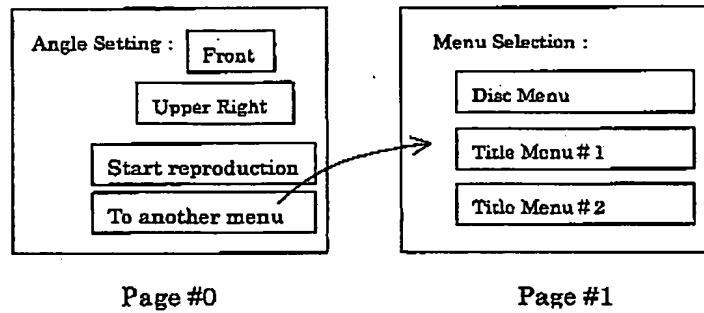 Angle Setting : Front
Upper Right
Start reproduction
To another menu
Page #0
Menu Selection :
Disc Menu
Title Menu # 1
Title Menu # 2
Page #1